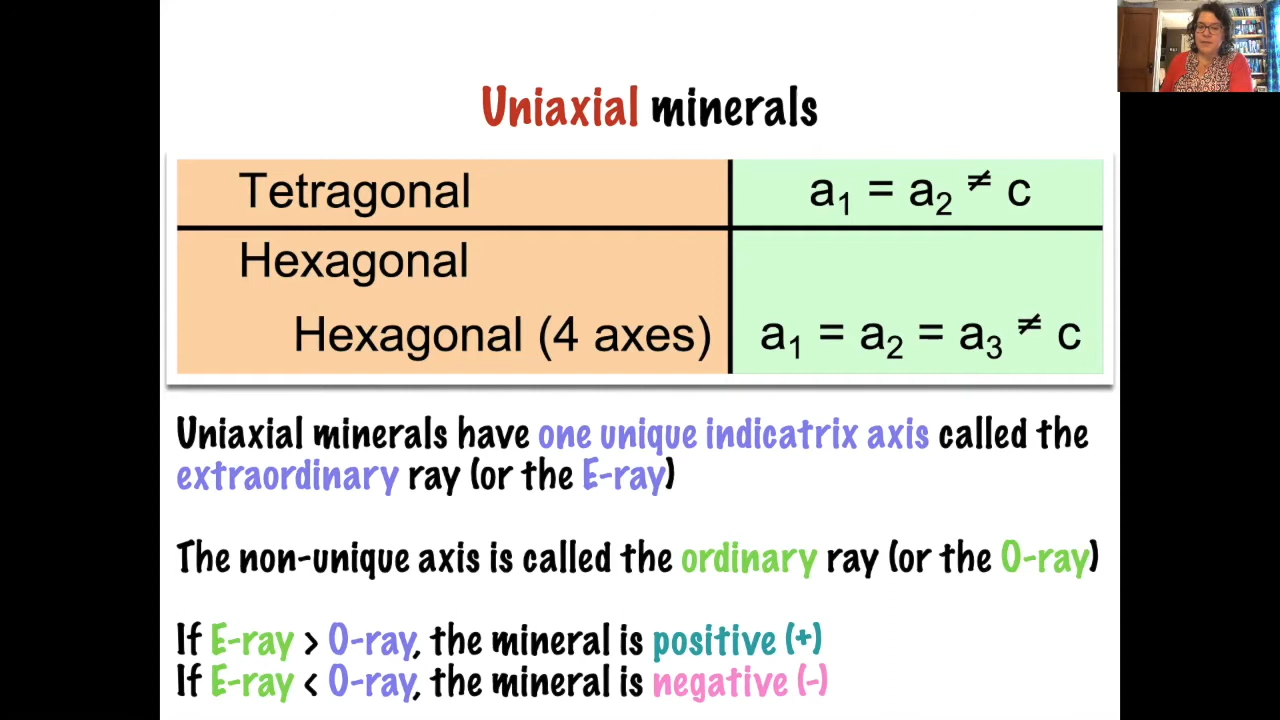 Uniaxial minerals
Tetragonal a₁ = a₂ ≠ c
Hexagonal
Hexagonal (4 axes) a₁ = a₂ = a₃ ≠ c
Uniaxial minerals have one unique indicatrix axis called the
extraordinary ray (or the E-ray)
The non-unique axis is called the ordinary ray (or the O-ray)
If E-ray > O-ray, the mineral is positive (+)
If E-ray < O-ray, the mineral is negative (-)